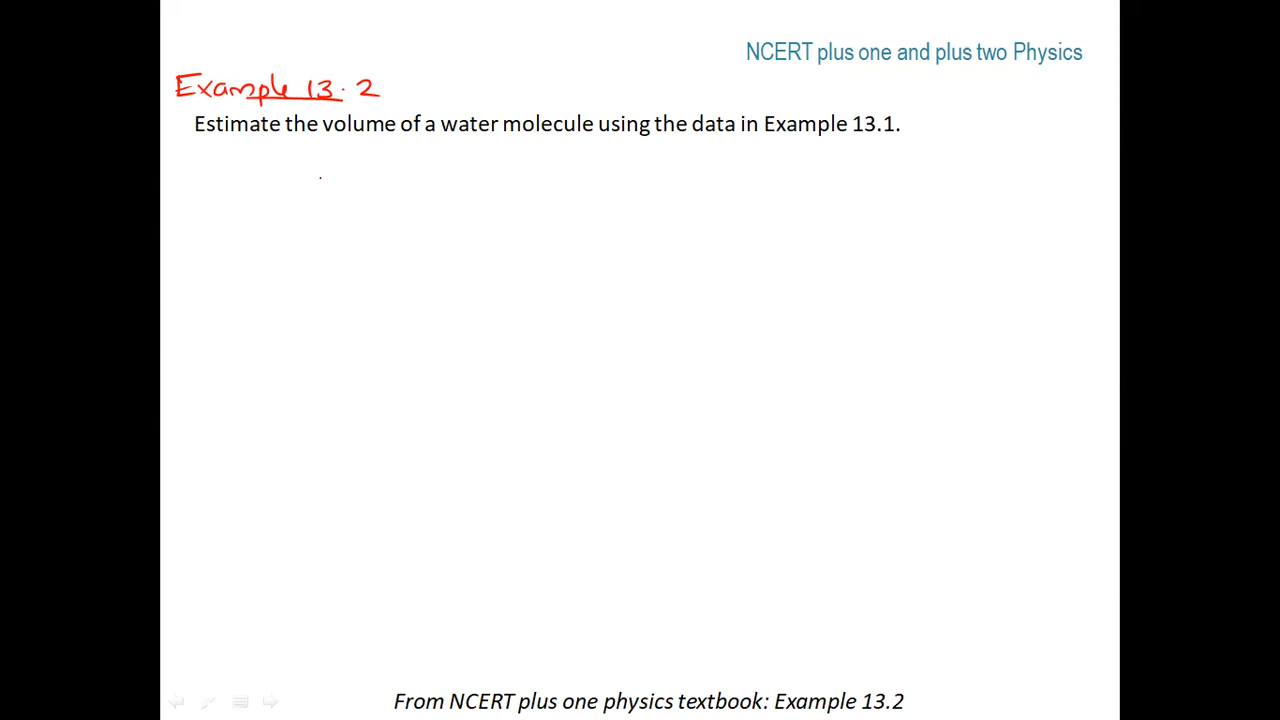 NCERT plus one and plus two Physics
Example 13.2
Estimate the volume of a water molecule using the data in Example 13.1.
From NCERT plus one physics textbook: Example 13.2